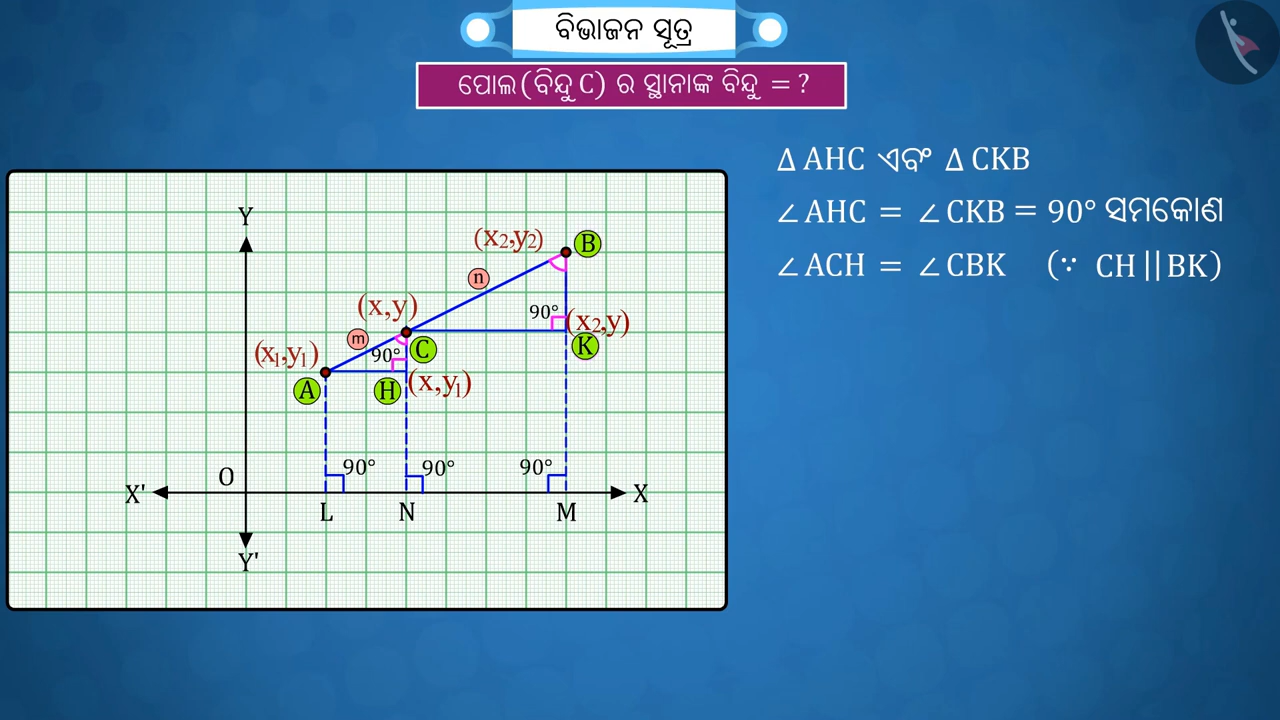 ବିଭାଜନ ସୂତ୍ର
ପୋଲ (ବିନ୍ଦୁ C) ର ସ୍ଥାନାଙ୍କ ବିନ୍ଦୁ = ?
Δ AHC ଏବଂ Δ CKB
∠AHC = ∠CKB = 90° ସମକୋଣ
∠ACH = ∠CBK (∵ CH||BK)
Y
(x₂,y₂) B
n
(x,y)
90° (x₂,y)
m
C K
(x₁,y₁) 90°
A H (x,y₁)
O 90° 90° 90°
X' X
L N M
Y'